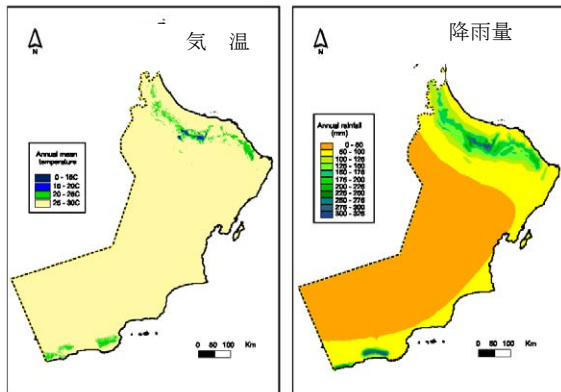 気 温
N
Annual mean
temperature
0 - 18C
18 - 20C
20 - 25C
25 - 30C
0 50 100 Km
降雨量
N
Annual rainfall
(mm)
0 - 50
50 - 100
100 - 125
125 - 150
150 - 175
175 - 200
200 - 225
225 - 250
250 - 275
275 - 300
300 - 375
0 50 100 Km